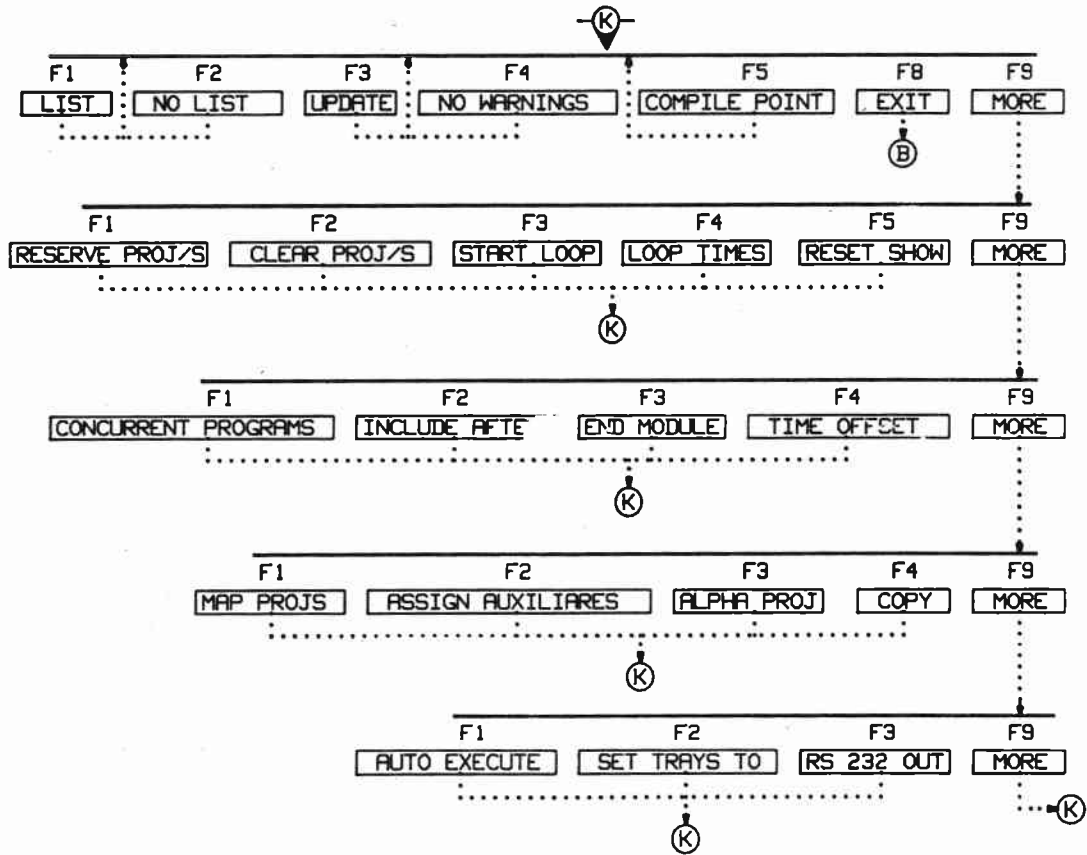 K
F1 F2 F3 F4 F5 F8 F9
LIST NO LIST UPDATE NO WARNINGS COMPILE POINT EXIT MORE
B
F1 F2 F3 F4 F5 F9
RESERVE PROJ/S CLEAR PROJ/S START LOOP LOOP TIMES RESET SHOW MORE
K
F1 F2 F3 F4 F9
CONCURRENT PROGRAMS INCLUDE AFTE END MODULE TIME OFFSET MORE
K
F1 F2 F3 F4 F9
MAP PROJS ASSIGN AUXILIARES ALPHA PROJ COPY MORE
K
F1 F2 F3 F9
AUTO EXECUTE SET TRAYS TO RS 232 OUT MORE
K
K